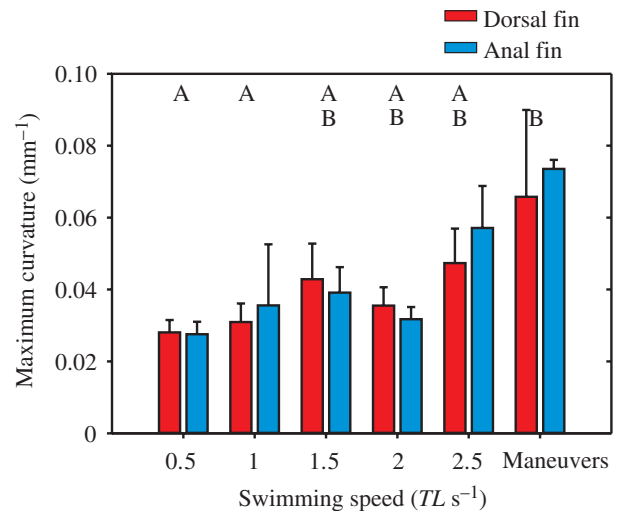 Dorsal fin
Anal fin
0.10
A A A A A
B B B B
0.08
0.06
0.04
0.02
0
Maximum curvature (mm⁻¹)
0.5 1 1.5 2 2.5 Maneuvers
Swimming speed (TL s⁻¹)